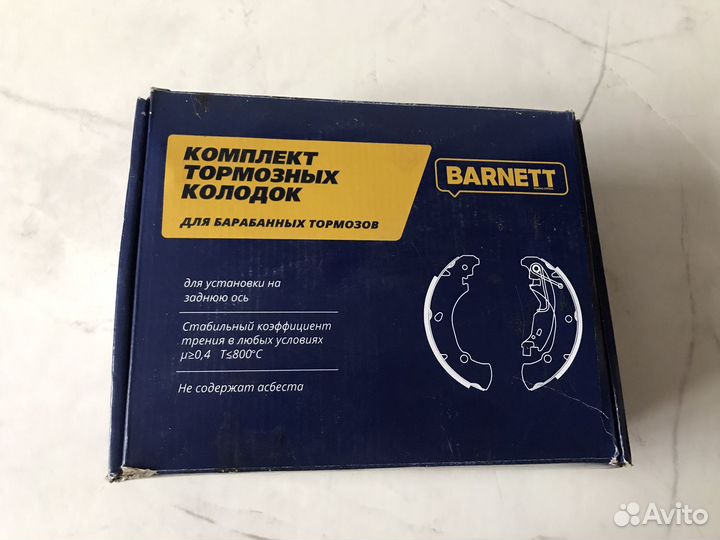 КОМПЛЕКТ
ТОРМОЗНЫХ
КОЛОДОК
ДЛЯ БАРАБАННЫХ ТОРМОЗОВ
BARNETT
для установки на
заднюю ось
Стабильный коэффициент
трения в любых условиях
μ≥0,4 T≤800°C
Не содержат асбеста
Avito